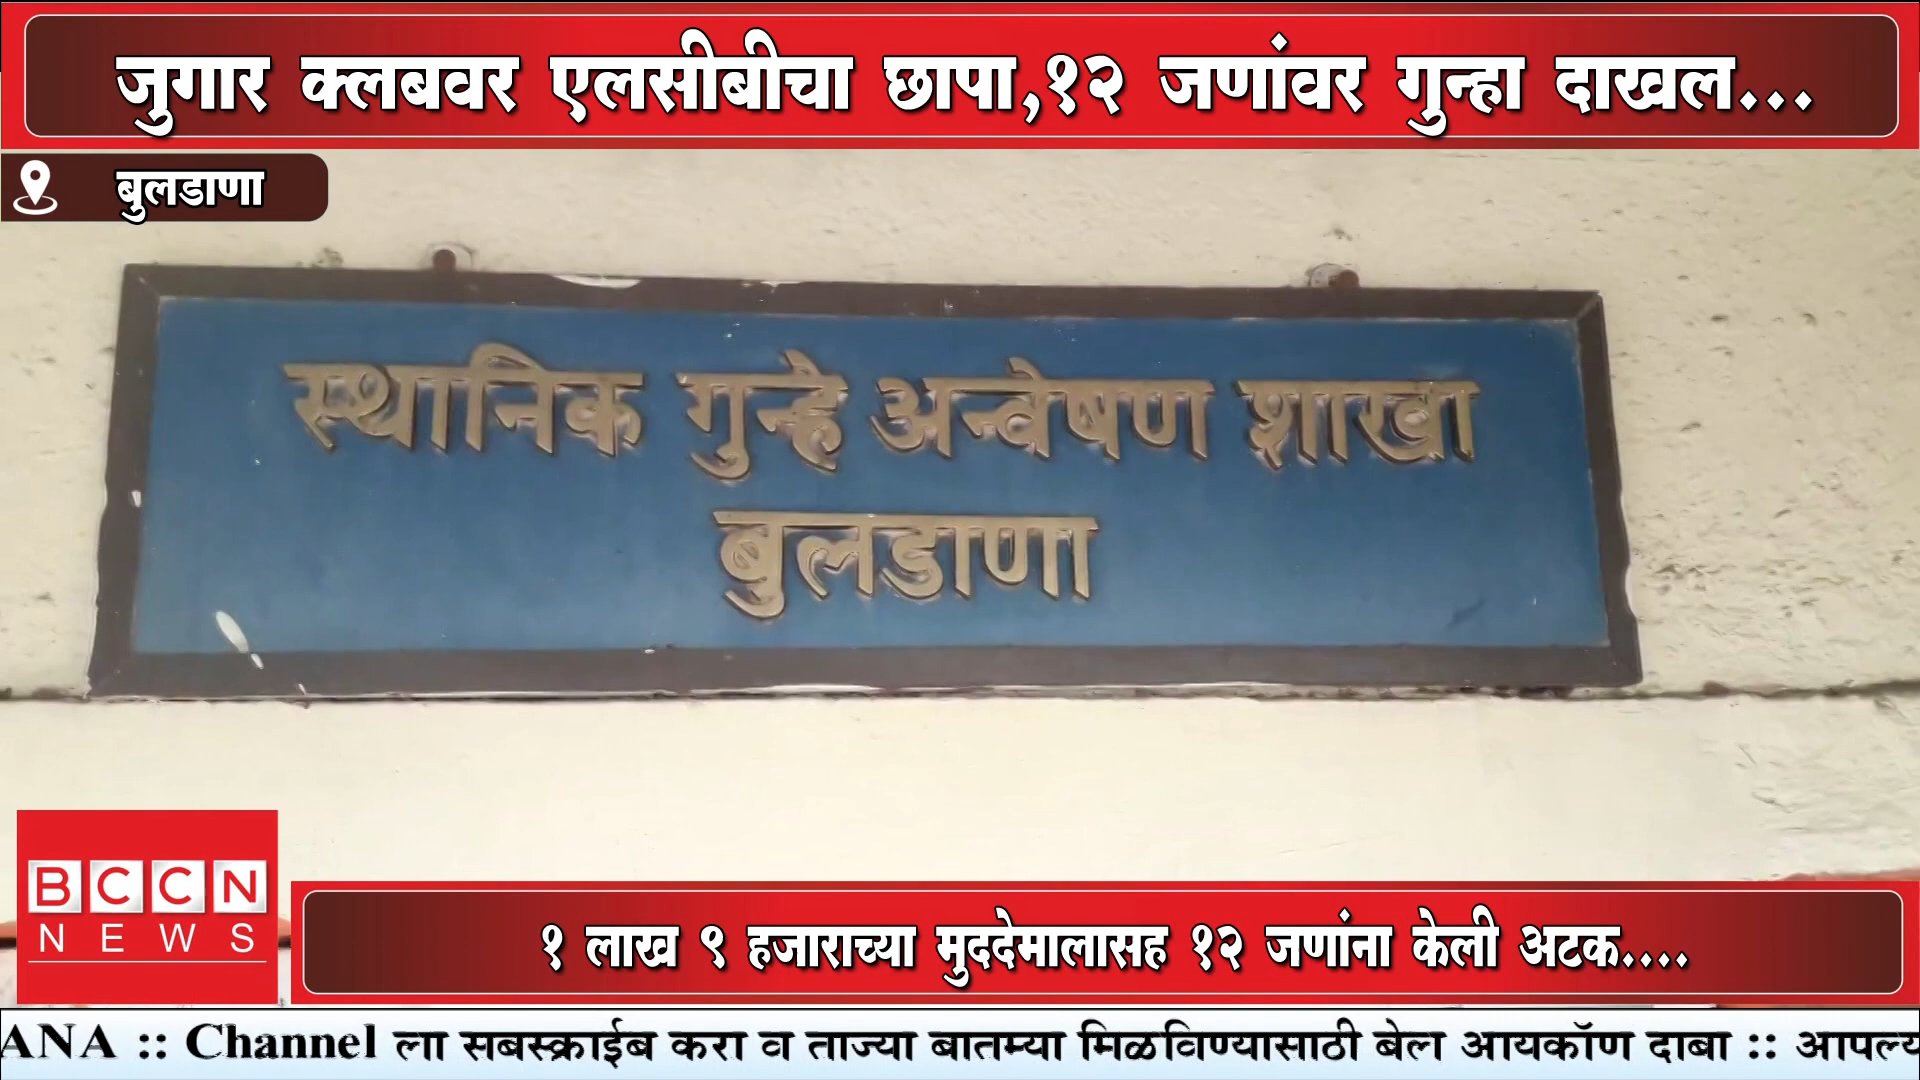 जुगार क्लबवर एलसीबीचा छापा,१२ जणांवर गुन्हा दाखल...
बुलडाणा
स्थानिक गुन्हे अन्वेषण शाखा
बुलडाणा
BCCN
NEWS
१ लाख ९ हजाराच्या मुददेमालासह १२ जणांना केली अटक....
ANA :: Channel ला सबस्क्राईब करा व ताज्या बातम्या मिळविण्यासाठी बेल आयकॉण दाबा :: आपल्य